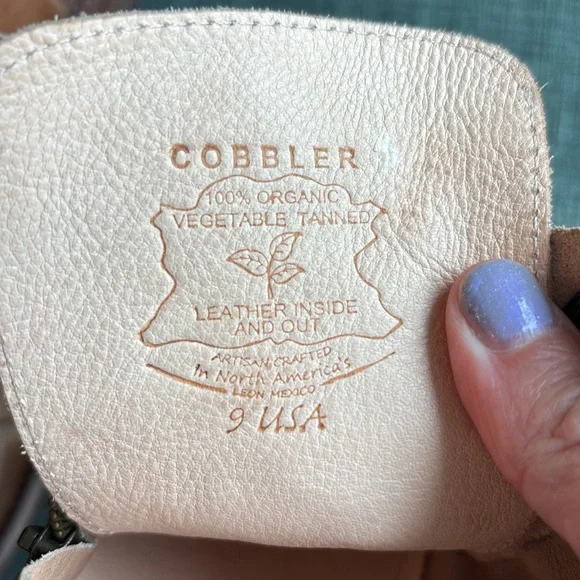 COBBLER
100% ORGANIC
VEGETABLE TANNED
LEATHER INSIDE
AND OUT
ARTISAN CRAFTED
In North America's
LEON MEXICO
9 USA